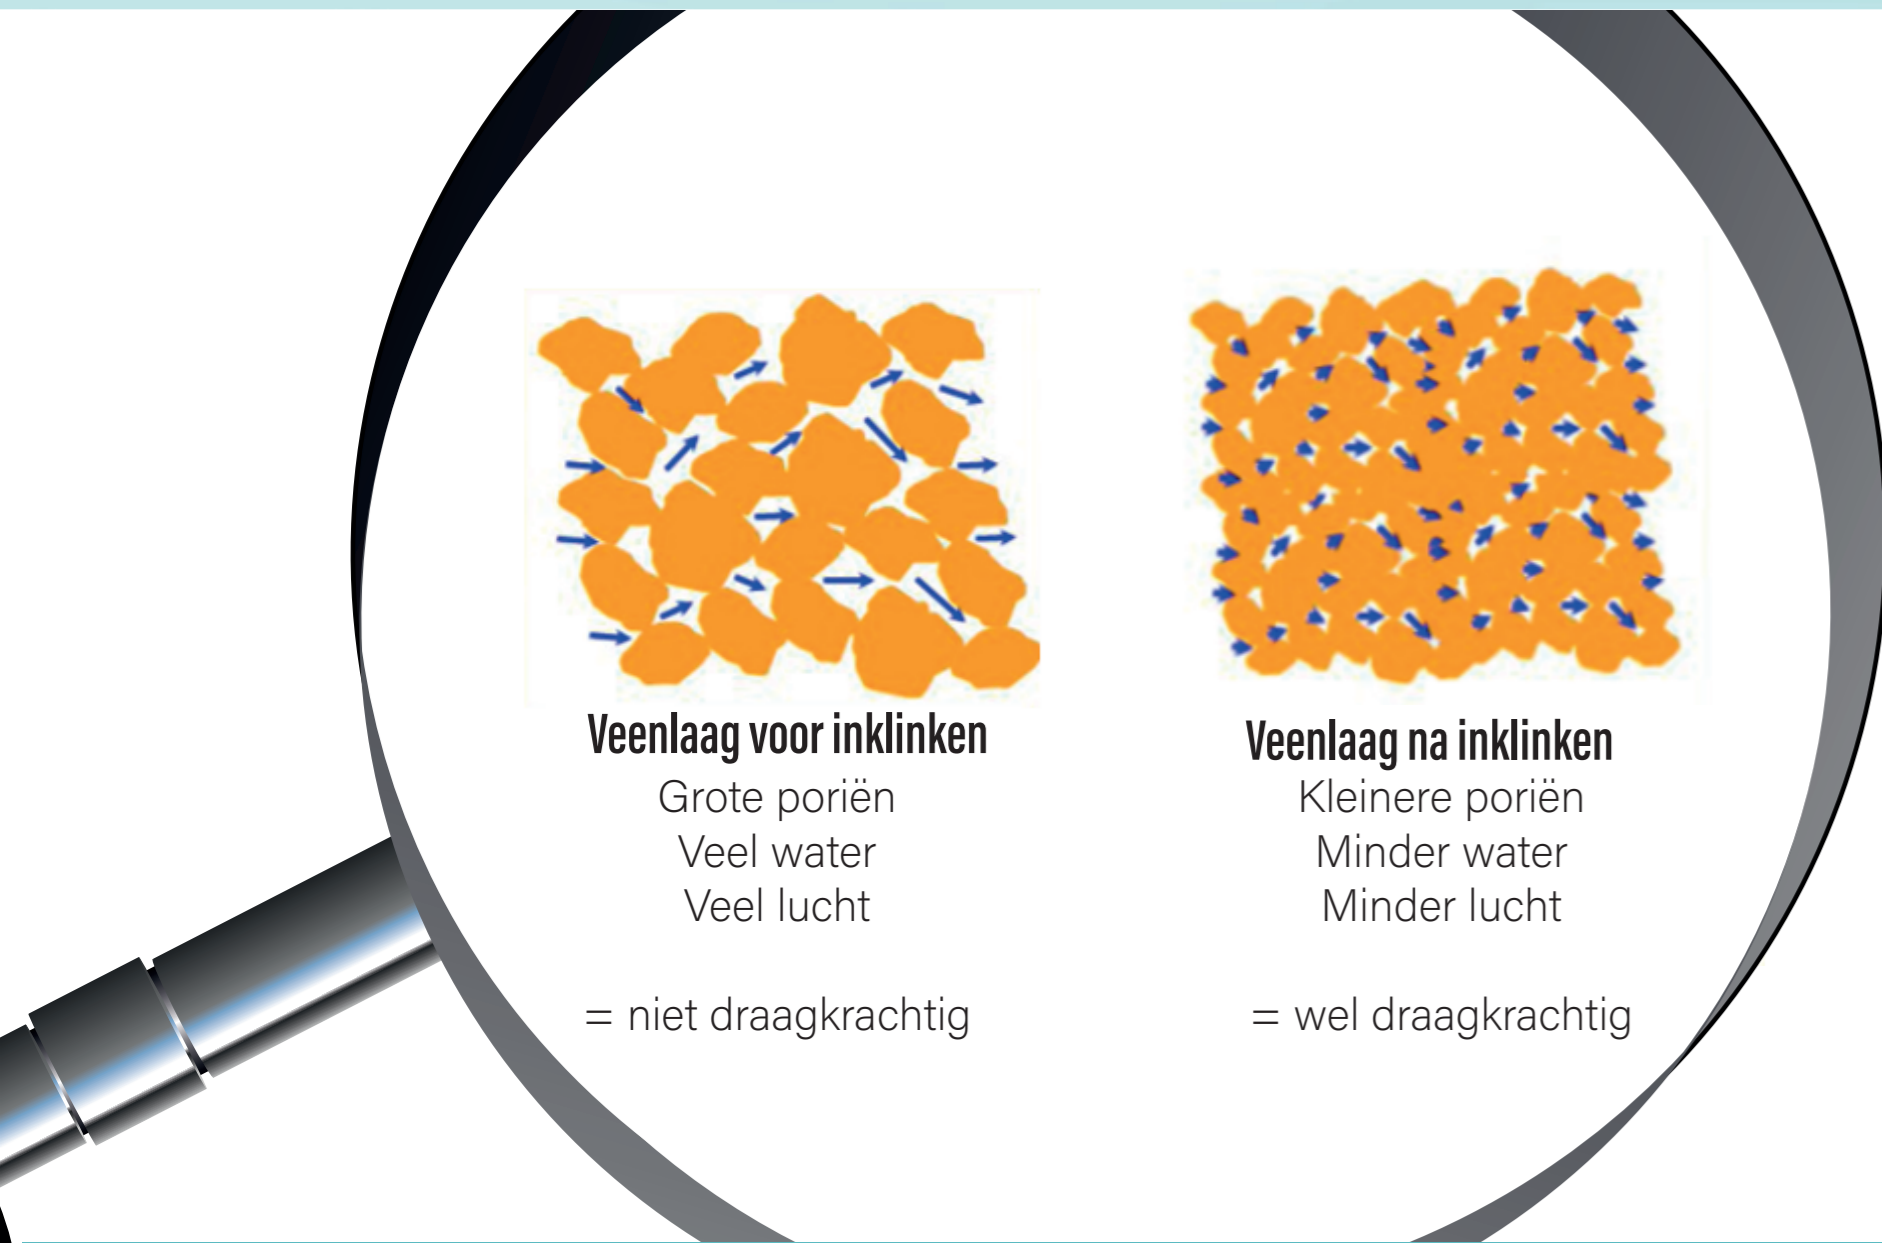 Veenlaag voor inklinken
Grote poriën
Veel water
Veel lucht
= niet draagkrachtig
Veenlaag na inklinken
Kleinere poriën
Minder water
Minder lucht
= wel draagkrachtig